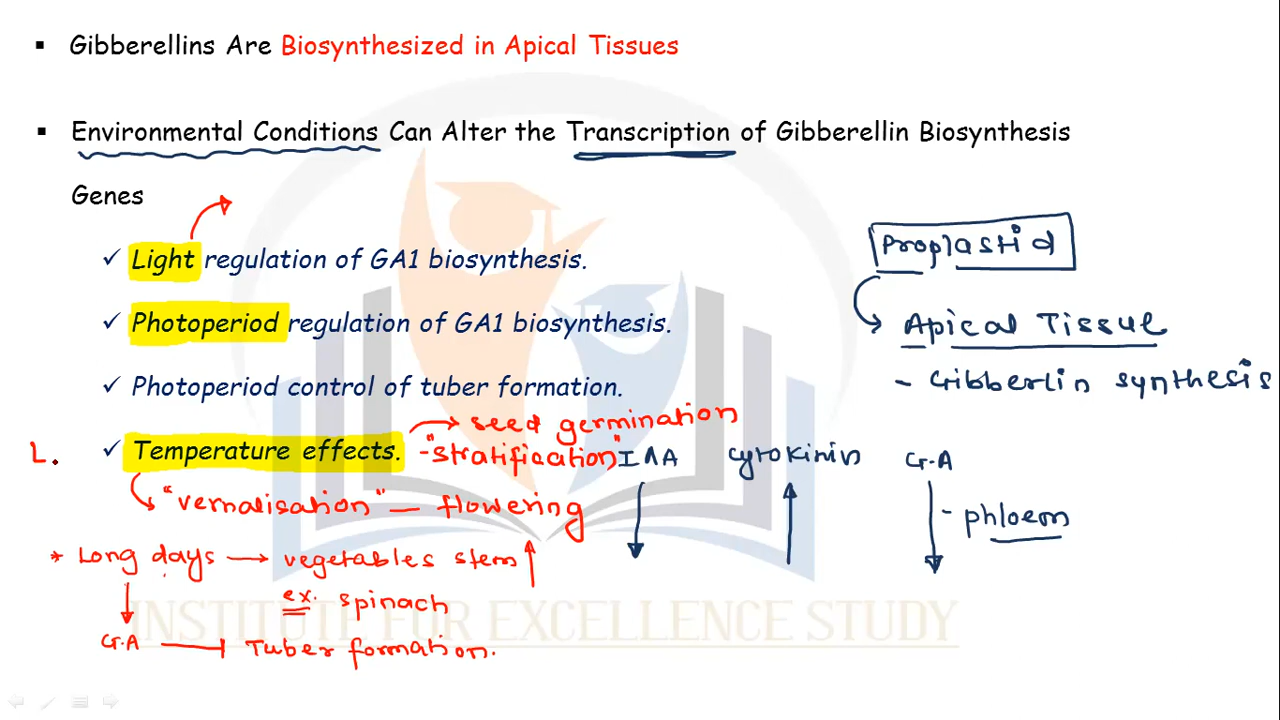 ▪ Gibberellins Are Biosynthesized in Apical Tissues
▪ Environmental Conditions Can Alter the Transcription of Gibberellin Biosynthesis
Genes
✓ Light regulation of GA1 biosynthesis.
✓ Photoperiod regulation of GA1 biosynthesis.
✓ Photoperiod control of tuber formation.
✓ Temperature effects.
→ seed germination
-"stratification"
L.
"vernalisation" — flowering
* Long days → vegetables stem ↑
ex. spinach
G.A ⊣ Tuber formation.
Proplastid
Apical Tissue
- Gibberlin synthesis
IAA ↓ cytokinin ↑ G.A ↓
- phloem
INSTITUTE FOR EXCELLENCE STUDY